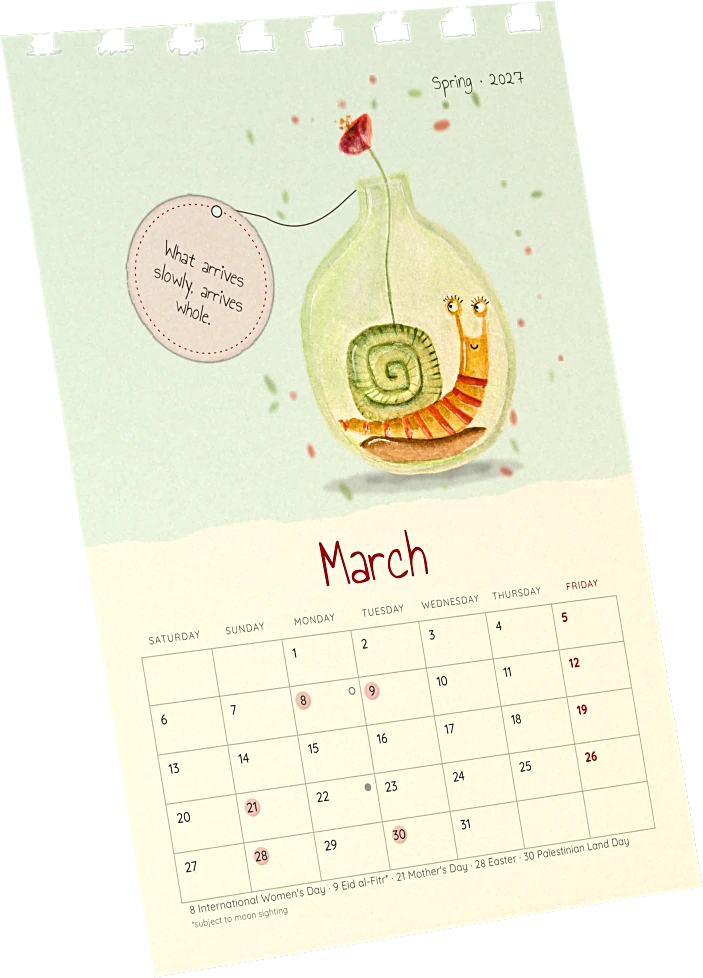 Spring · 2027
What arrives
slowly, arrives
whole.
March
SATURDAY SUNDAY MONDAY TUESDAY WEDNESDAY THURSDAY FRIDAY
1 2 3 4 5
6 7 8 9 10 11 12
13 14 15 16 17 18 19
20 21 22 23 24 25 26
27 28 29 30 31
8 International Women's Day · 9 Eid al-Fitr* · 21 Mother's Day · 28 Easter · 30 Palestinian Land Day
*subject to moon sighting